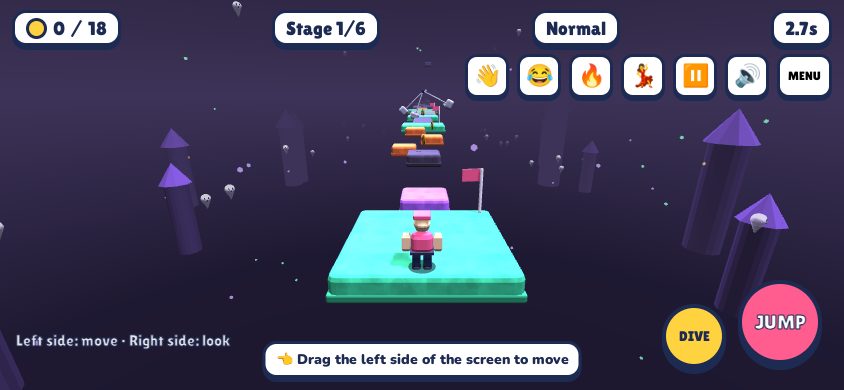 0 / 18
Stage 1/6
Normal
2.7s
MENU
Left side: move · Right side: look
Drag the left side of the screen to move
DIVE
JUMP